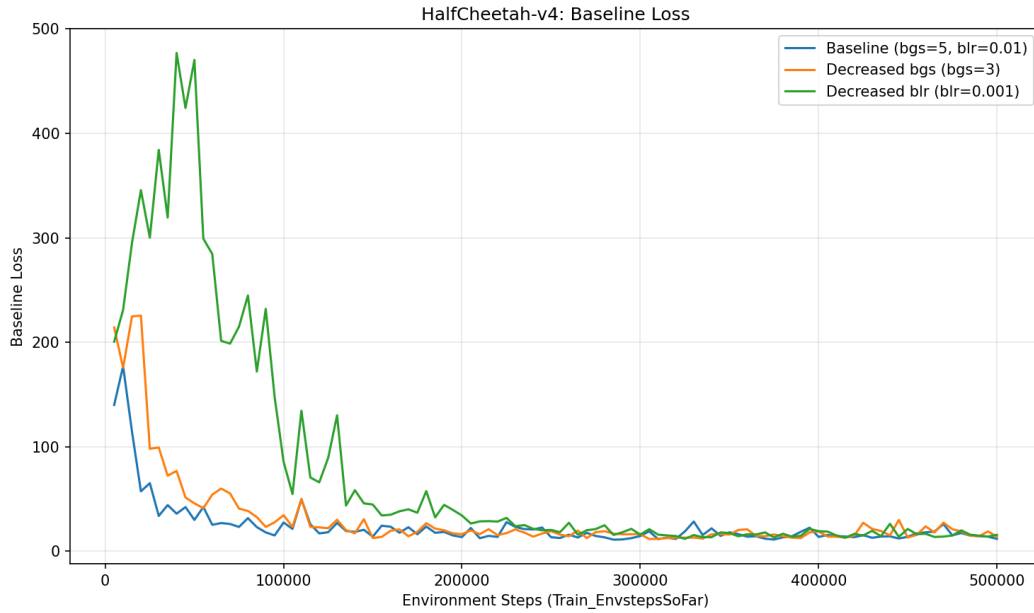 HalfCheetah-v4: Baseline Loss
500
400
300
200
100
0
Baseline Loss
Baseline (bgs=5, blr=0.01)
Decreased bgs (bgs=3)
Decreased blr (blr=0.001)
0 100000 200000 300000 400000 500000
Environment Steps (Train_EnvstepsSoFar)